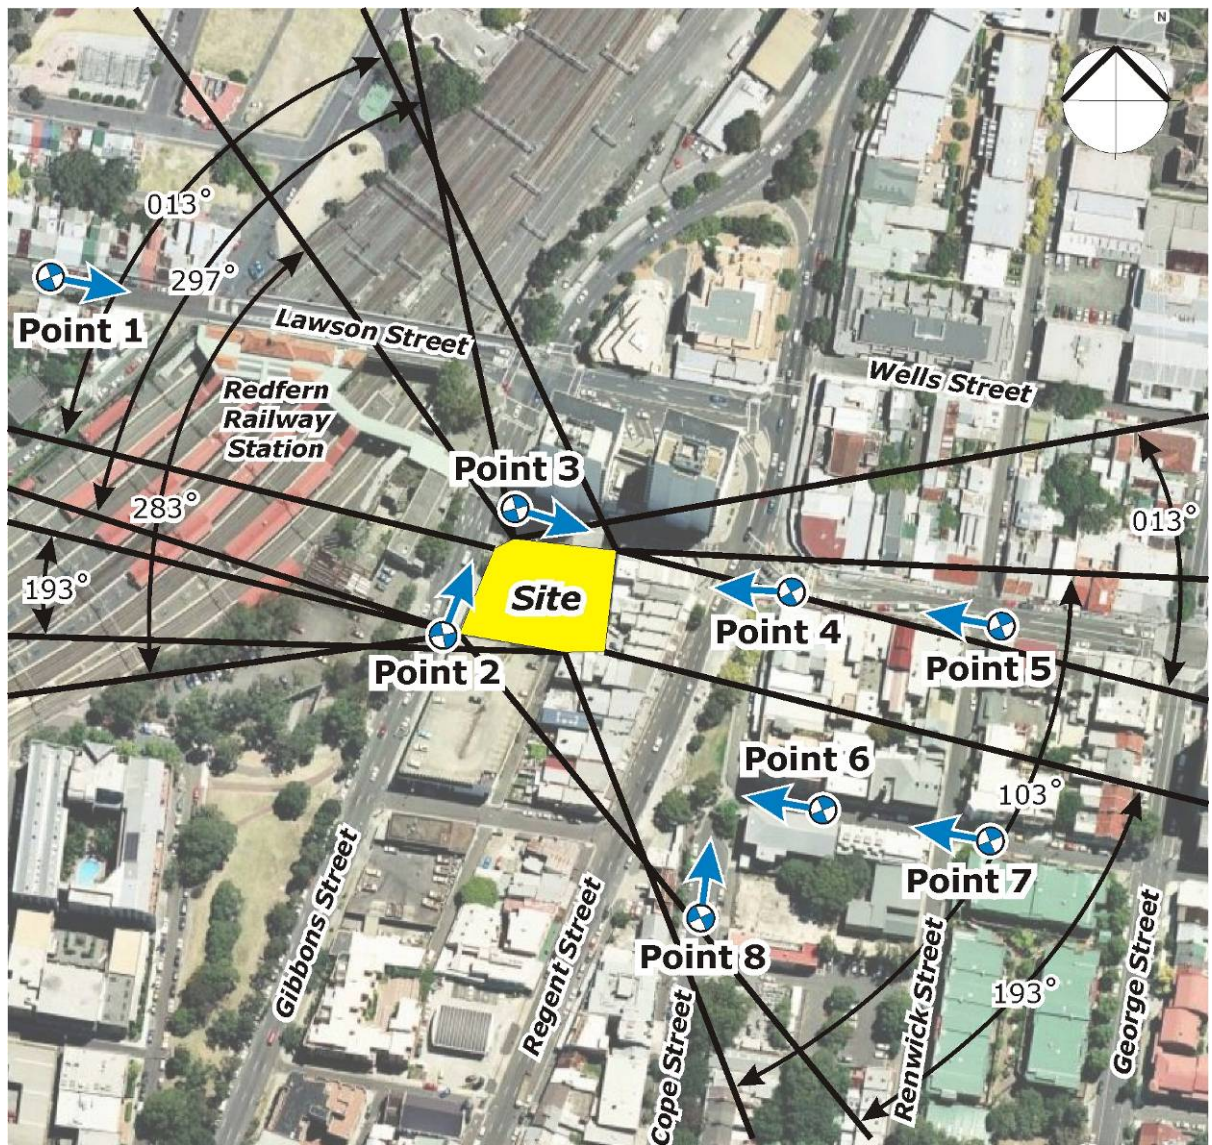 N
013°
297°
Point 1
Lawson Street
Redfern
Railway
Station
Wells Street
Point 3
283°
013°
193°
Site
Point 4
Point 2
Point 5
Point 6
103°
Point 7
Gibbons Street
Regent Street
Point 8
193°
Cope Street
Renwick Street
George Street